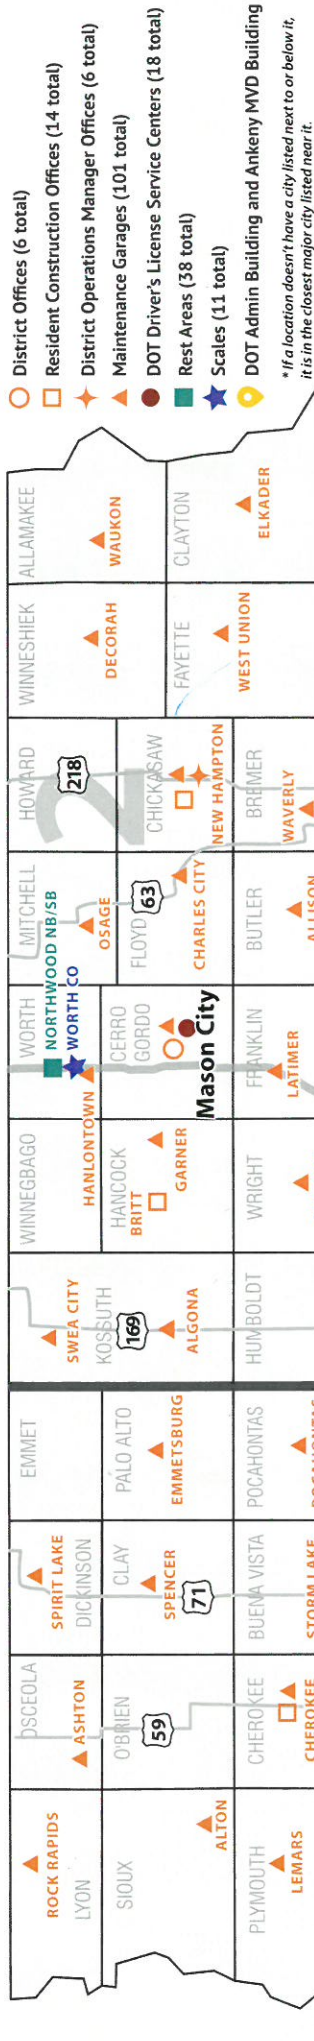 District Offices (6 total)
Resident Construction Offices (14 total)
District Operations Manager Offices (6 total)
Maintenance Garages (101 total)
DOT Driver's License Service Centers (18 total)
Rest Areas (38 total)
Scales (11 total)
DOT Admin Building and Ankeny MVD Building
* If a location doesn't have a city listed next to or below it,
it is in the closest major city listed near it.
ROCK RAPIDS
LYON
OSCEOLA
ASHTON
SPIRIT LAKE
DICKINSON
EMMET
SWEA CITY
KOSSUTH
WINNEGBAGO
HANLONTOWN
WORTH
NORTHWOOD NB/SB
WORTH CO
MITCHELL
OSAGE
HOWARD
218
2
WINNESHIEK
DECORAH
ALLAMAKEE
WAUKON
SIOUX
ALTON
O'BRIEN
59
CLAY
SPENCER
71
PALO ALTO
EMMETSBURG
169
ALGONA
HANCOCK
BRITT
GARNER
CERRO
GORDO
Mason City
FLOYD
63
CHARLES CITY
CHICKASAW
NEW HAMPTON
FAYETTE
WEST UNION
CLAYTON
ELKADER
PLYMOUTH
LEMARS
CHEROKEE
CHEROKEE
BUENA VISTA
STORM LAKE
POCAHONTAS
POCAHONTAS
HUMBOLDT
WRIGHT
FRANKLIN
LATIMER
BUTLER
ALLISON
BREMER
WAVERLY